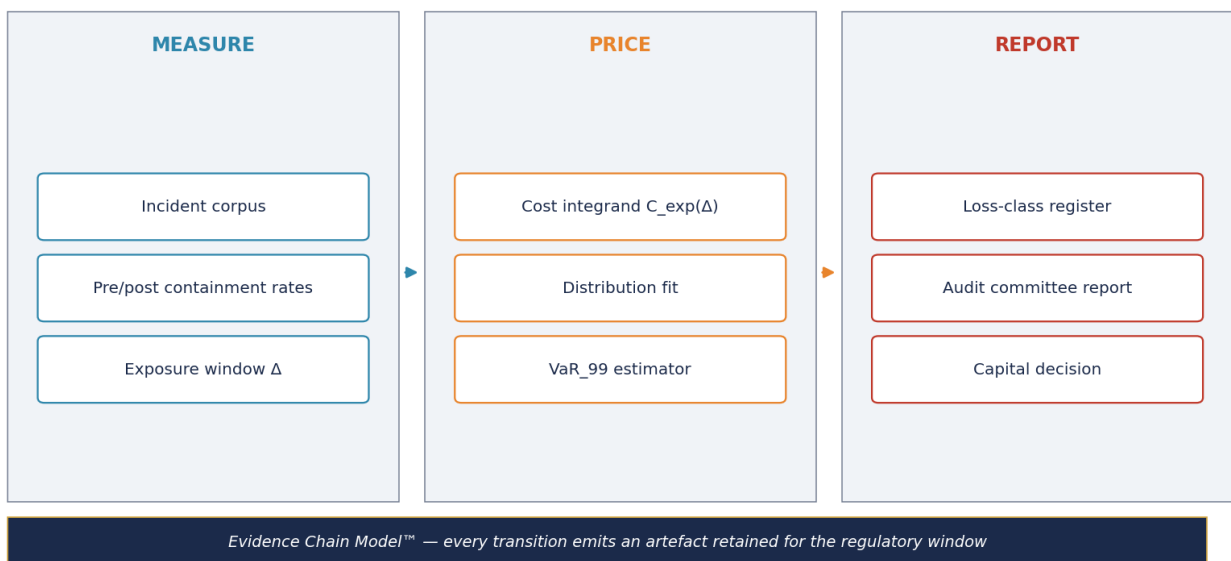 MEASURE
Incident corpus
Pre/post containment rates
Exposure window Δ
PRICE
Cost integrand C_exp(Δ)
Distribution fit
VaR_99 estimator
REPORT
Loss-class register
Audit committee report
Capital decision
Evidence Chain Model™ — every transition emits an artefact retained for the regulatory window